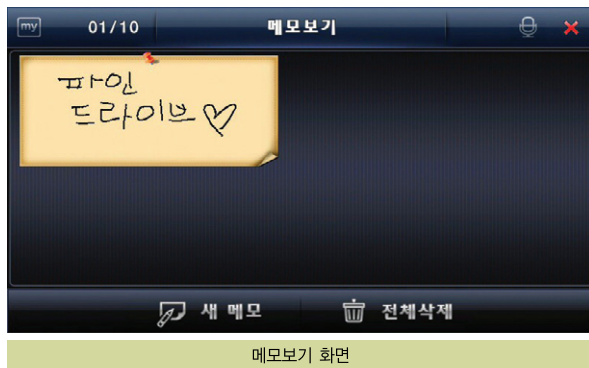 my 01/10 메모보기
파인
드라이브♡
새 메모 전체삭제
메모보기 화면